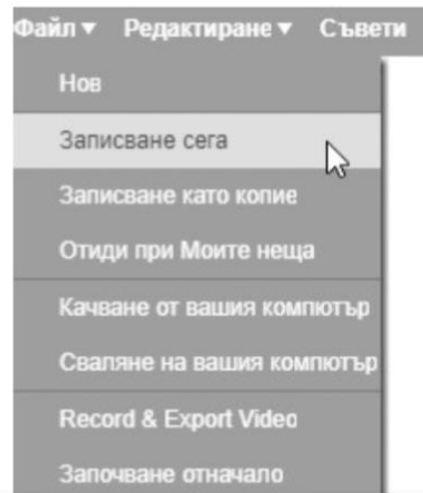 Файл▼ Редактиране▼ Съвети
Нов
Записване сега
Записване като копие
Отиди при Моите неща
Качване от вашия компютър
Сваляне на вашия компютър
Record & Export Video
Започване отначало